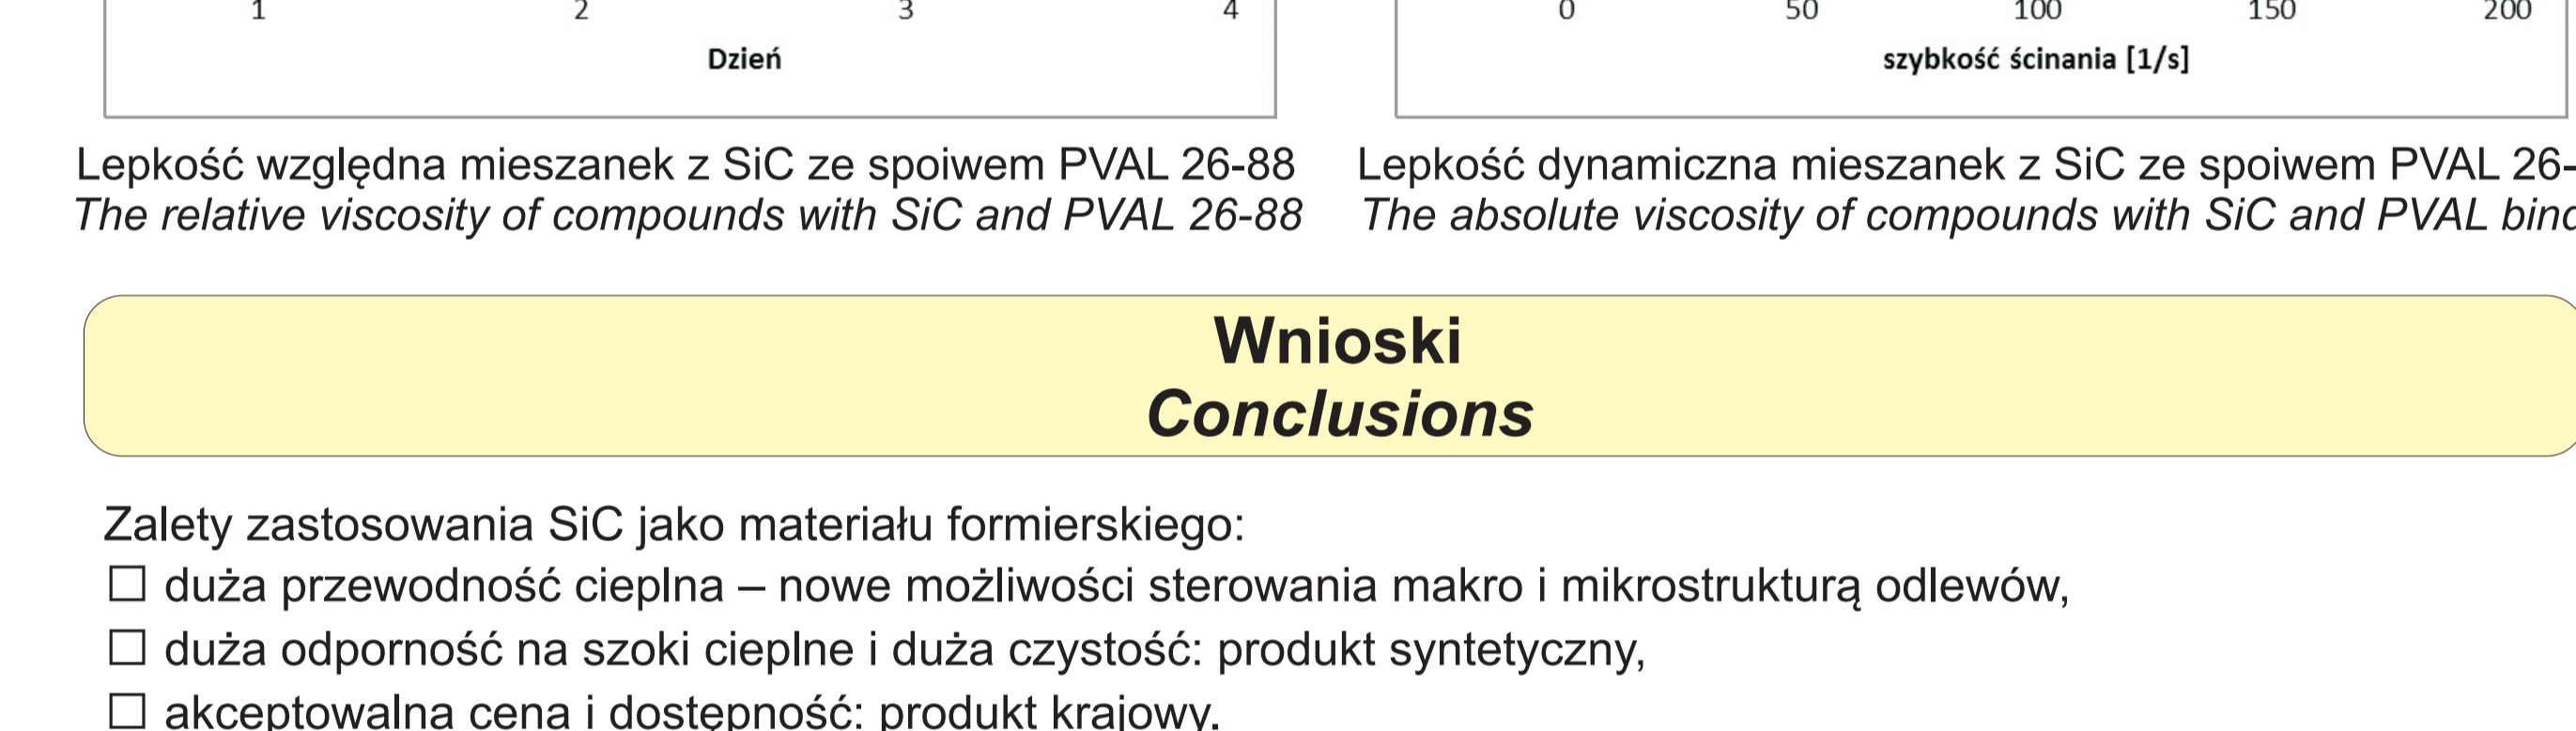 1 2 3 4
Dzień
0 50 100 150 200
szybkość ścinania [1/s]
Lepkość względna mieszanek z SiC ze spoiwem PVAL 26-88
The relative viscosity of compounds with SiC and PVAL 26-88
Lepkość dynamiczna mieszanek z SiC ze spoiwem PVAL 26-
The absolute viscosity of compounds with SiC and PVAL
Wnioski
Conclusions
Zalety zastosowania SiC jako materiału formierskiego:
☐ duża przewodność cieplna – nowe możliwości sterowania makro i mikrostrukturą odlewów,
☐ duża odporność na szoki cieplne i duża czystość: produkt syntetyczny,
☐ akceptowalna cena i dostępność: produkt krajowy.